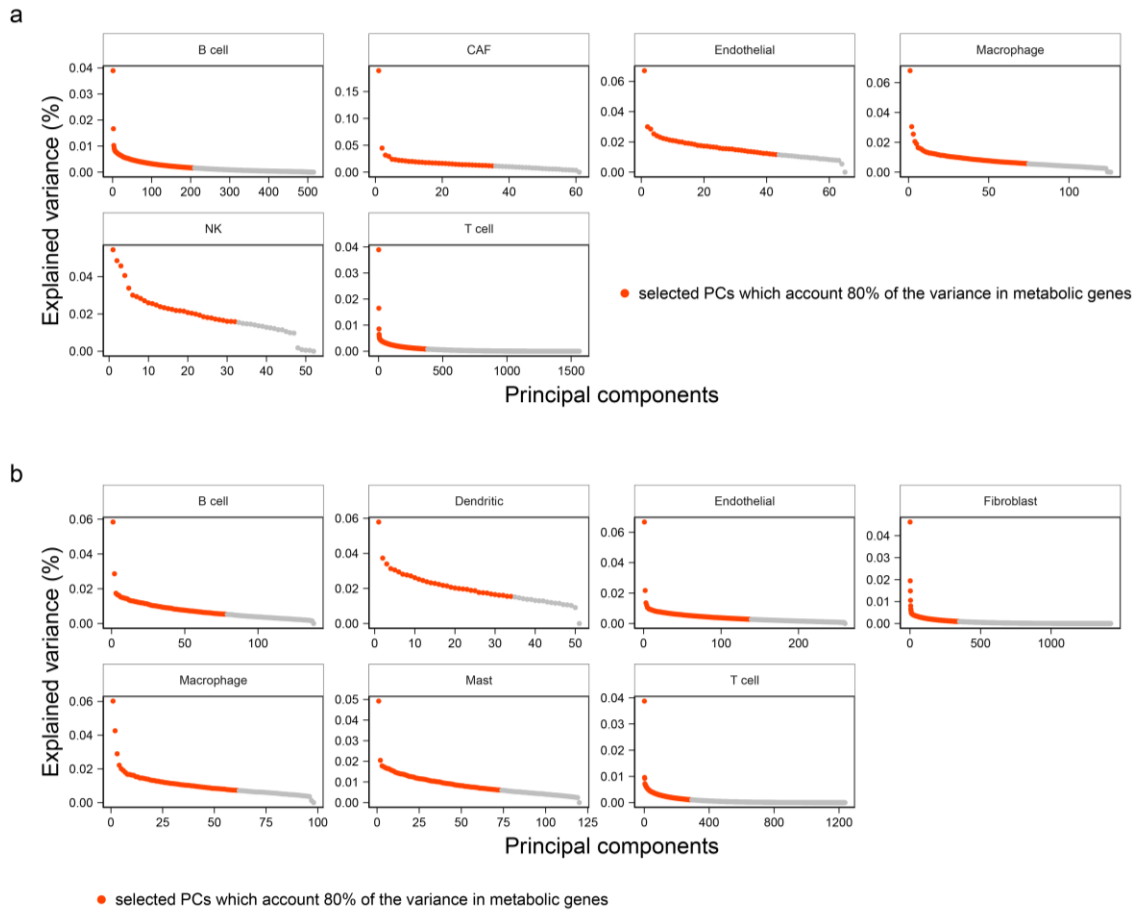 a
B cell
CAF
Endothelial
Macrophage
Explained variance (%)
0.04
0.03
0.02
0.01
0.00
0 100 200 300 400 500
0.15
0.10
0.05
0.00
0 20 40 60
0.06
0.04
0.02
0.00
0 20 40 60
0.06
0.04
0.02
0.00
0 50 100
NK
T cell
0.04
0.02
0.00
0 10 20 30 40 50
0.04
0.03
0.02
0.01
0.00
0 500 1000 1500
selected PCs which account 80% of the variance in metabolic genes
Principal components
b
B cell
Dendritic
Endothelial
Fibroblast
Explained variance (%)
0.06
0.04
0.02
0.00
0 50 100
0.06
0.04
0.02
0.00
0 10 20 30 40 50
0.06
0.04
0.02
0.00
0 100 200
0.04
0.03
0.02
0.01
0.00
0 500 1000
Macrophage
Mast
T cell
0.06
0.04
0.02
0.00
0 25 50 75 100
0.05
0.04
0.03
0.02
0.01
0.00
0 25 50 75 100 125
0.04
0.03
0.02
0.01
0.00
0 400 800 1200
Principal components
selected PCs which account 80% of the variance in metabolic genes